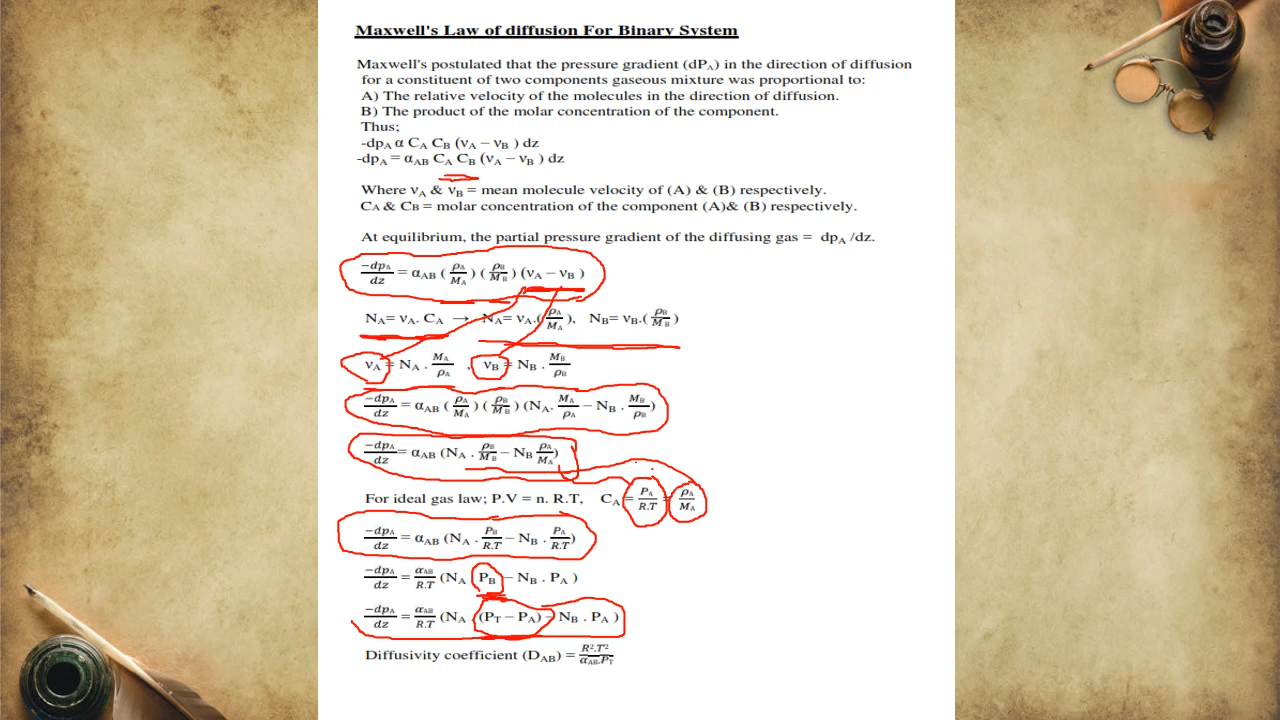 Maxwell's Law of diffusion For Binary System
Maxwell's postulated that the pressure gradient (dPA) in the direction of diffusion
for a constituent of two components gaseous mixture was proportional to:
A) The relative velocity of the molecules in the direction of diffusion.
B) The product of the molar concentration of the component.
Thus;
-dpA α CA CB (vA – vB ) dz
-dpA = αAB CA CB (vA – vB ) dz
Where vA & vB = mean molecule velocity of (A) & (B) respectively.
CA & CB = molar concentration of the component (A)& (B) respectively.
At equilibrium, the partial pressure gradient of the diffusing gas = dpA /dz.
−dpA/dz = αAB ( ρA/MA ) ( ρB/MB ) (vA – vB )
NA= vA. CA → NA= vA.( ρA/MA ), NB= vB.( ρB/MB )
vA = NA . MA/ρA , vB = NB . MB/ρB
−dpA/dz = αAB ( ρA/MA ) ( ρB/MB ) (NA. MA/ρA – NB . MB/ρB)
−dpA/dz = αAB (NA . ρB/MB – NB ρA/MA)
For ideal gas law; P.V = n. R.T, CA = PA/R.T = ρA/MA
−dpA/dz = αAB (NA . PB/R.T – NB . PA/R.T)
−dpA/dz = αAB/R.T (NA PB – NB . PA )
−dpA/dz = αAB/R.T (NA (PT – PA) – NB . PA )
Diffusivity coefficient (DAB) = R².T²/αAB.PT